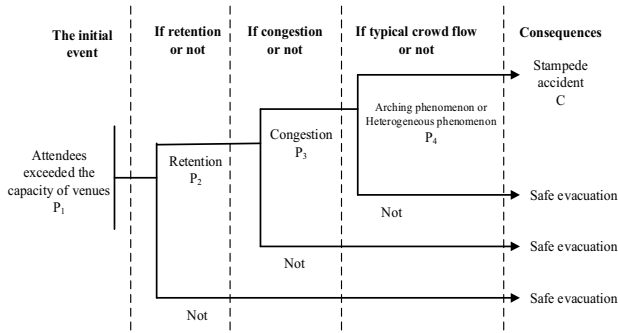 The initial
event
If retention
or not
If congestion
or not
If typical crowd flow
or not
Consequences
Stampede
accident
C
Arching phenomenon or
Heterogeneous phenomenon
P4
Congestion
P3
Retention
P2
Attendees
exceeded the
capacity of venues
P1
Not
Safe evacuation
Not
Safe evacuation
Not
Safe evacuation